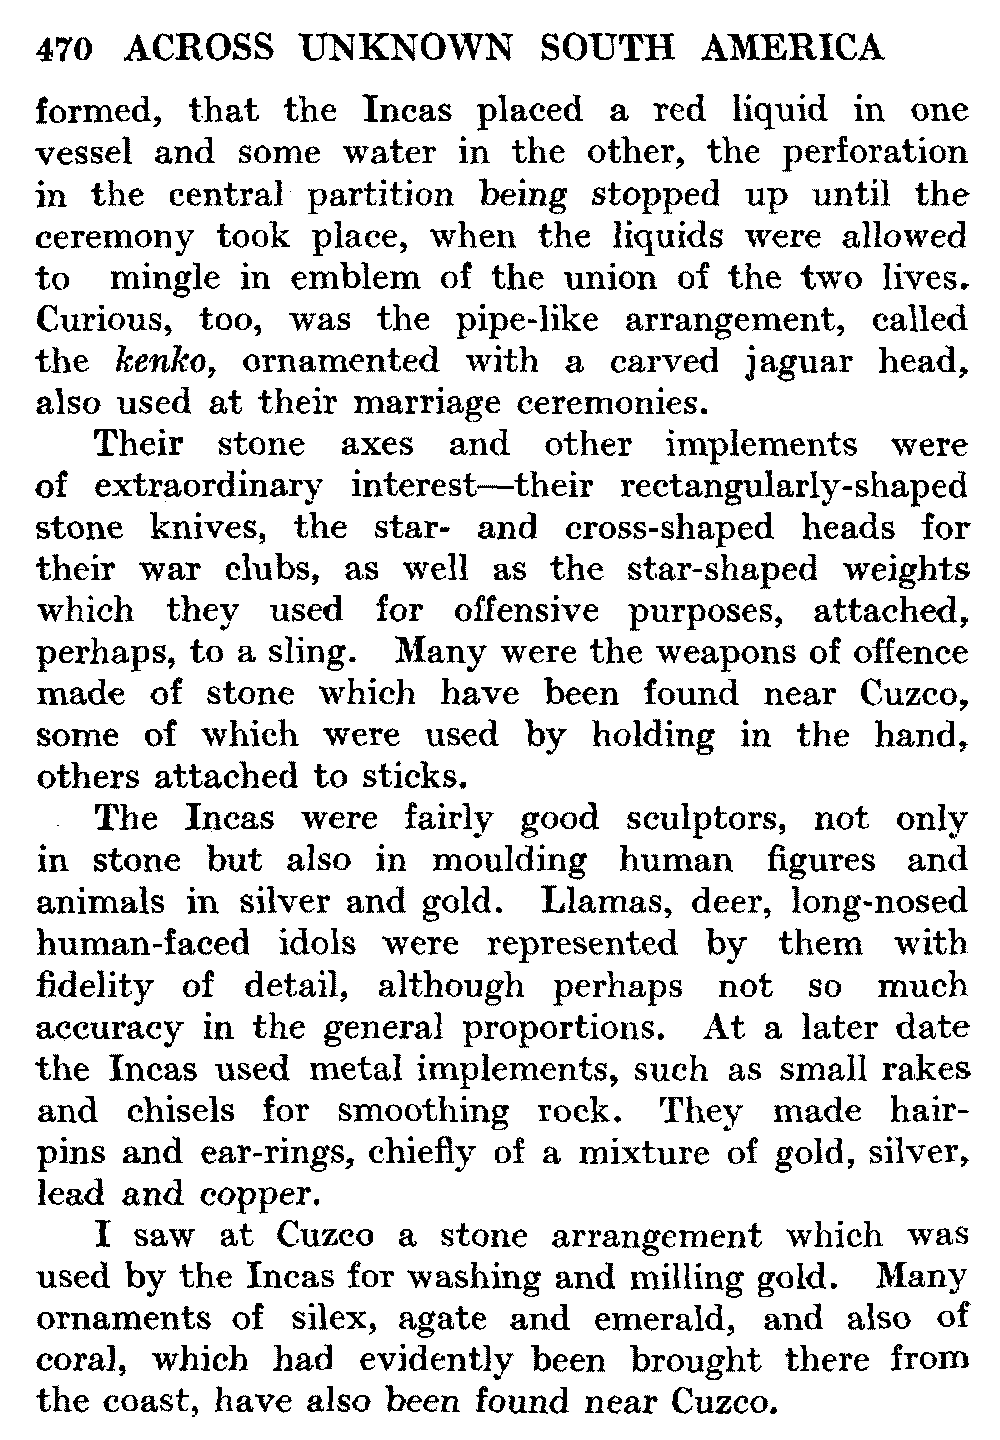 470 ACROSS UNKNOWN SOUTH AMERICA
formed, that the Incas placed a red liquid in one
vessel and some water in the other, the perforation
in the central partition being stopped up until the
ceremony took place, when the liquids were allowed
to mingle in emblem of the union of the two lives.
Curious, too, was the pipe-like arrangement, called
the kenko, ornamented with a carved jaguar head,
also used at their marriage ceremonies.
Their stone axes and other implements were
of extraordinary interest—their rectangularly-shaped
stone knives, the star- and cross-shaped heads for
their war clubs, as well as the star-shaped weights
which they used for offensive purposes, attached,
perhaps, to a sling. Many were the weapons of offence
made of stone which have been found near Cuzco,
some of which were used by holding in the hand,
others attached to sticks.
The Incas were fairly good sculptors, not only
in stone but also in moulding human figures and
animals in silver and gold. Llamas, deer, long-nosed
human-faced idols were represented by them with
fidelity of detail, although perhaps not so much
accuracy in the general proportions. At a later date
the Incas used metal implements, such as small rakes
and chisels for smoothing rock. They made hair-
pins and ear-rings, chiefly of a mixture of gold, silver,
lead and copper.
I saw at Cuzco a stone arrangement which was
used by the Incas for washing and milling gold. Many
ornaments of silex, agate and emerald, and also of
coral, which had evidently been brought there from
the coast, have also been found near Cuzco.